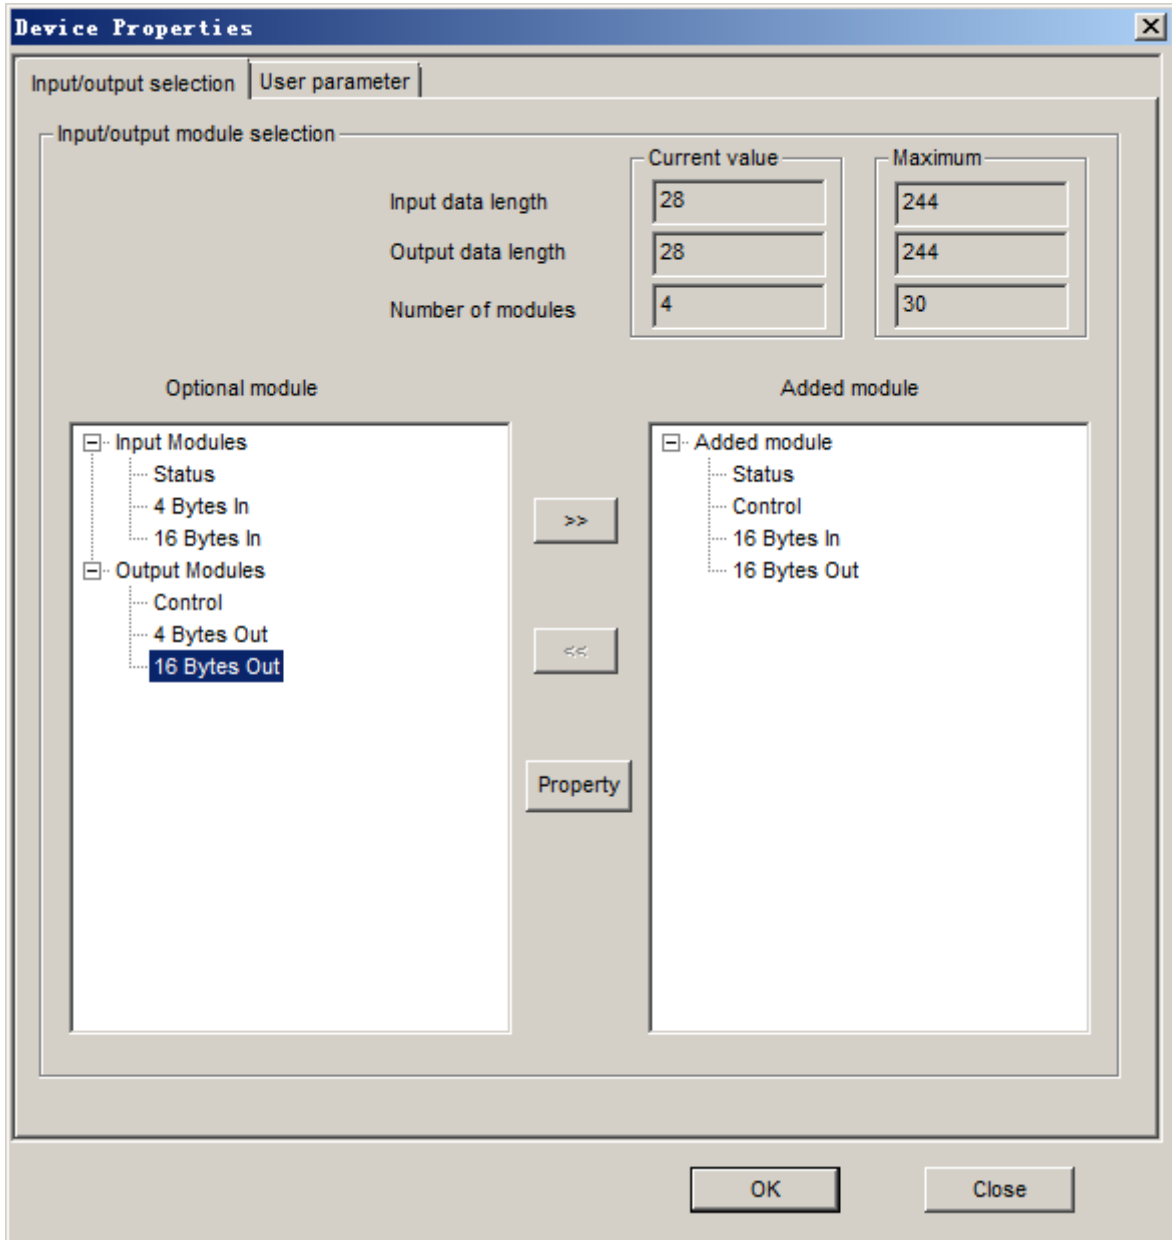 Device Properties
Input/output selection
User parameter
Input/output module selection
Current value
Maximum
Input data length
28
244
Output data length
28
244
Number of modules
4
30
Optional module
Added module
Input Modules
Status
4 Bytes In
16 Bytes In
Output Modules
Control
4 Bytes Out
16 Bytes Out
>>
<<
Property
Added module
Status
Control
16 Bytes In
16 Bytes Out
OK
Close